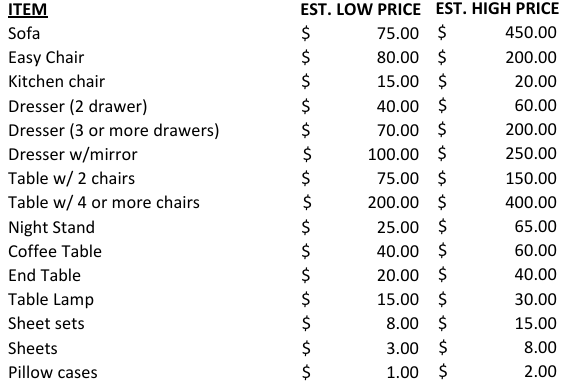 ITEM EST. LOW PRICE EST. HIGH PRICE
Sofa $ 75.00 $ 450.00
Easy Chair $ 80.00 $ 200.00
Kitchen chair $ 15.00 $ 20.00
Dresser (2 drawer) $ 40.00 $ 60.00
Dresser (3 or more drawers) $ 70.00 $ 200.00
Dresser w/mirror $ 100.00 $ 250.00
Table w/ 2 chairs $ 75.00 $ 150.00
Table w/ 4 or more chairs $ 200.00 $ 400.00
Night Stand $ 25.00 $ 65.00
Coffee Table $ 40.00 $ 60.00
End Table $ 20.00 $ 40.00
Table Lamp $ 15.00 $ 30.00
Sheet sets $ 8.00 $ 15.00
Sheets $ 3.00 $ 8.00
Pillow cases $ 1.00 $ 2.00